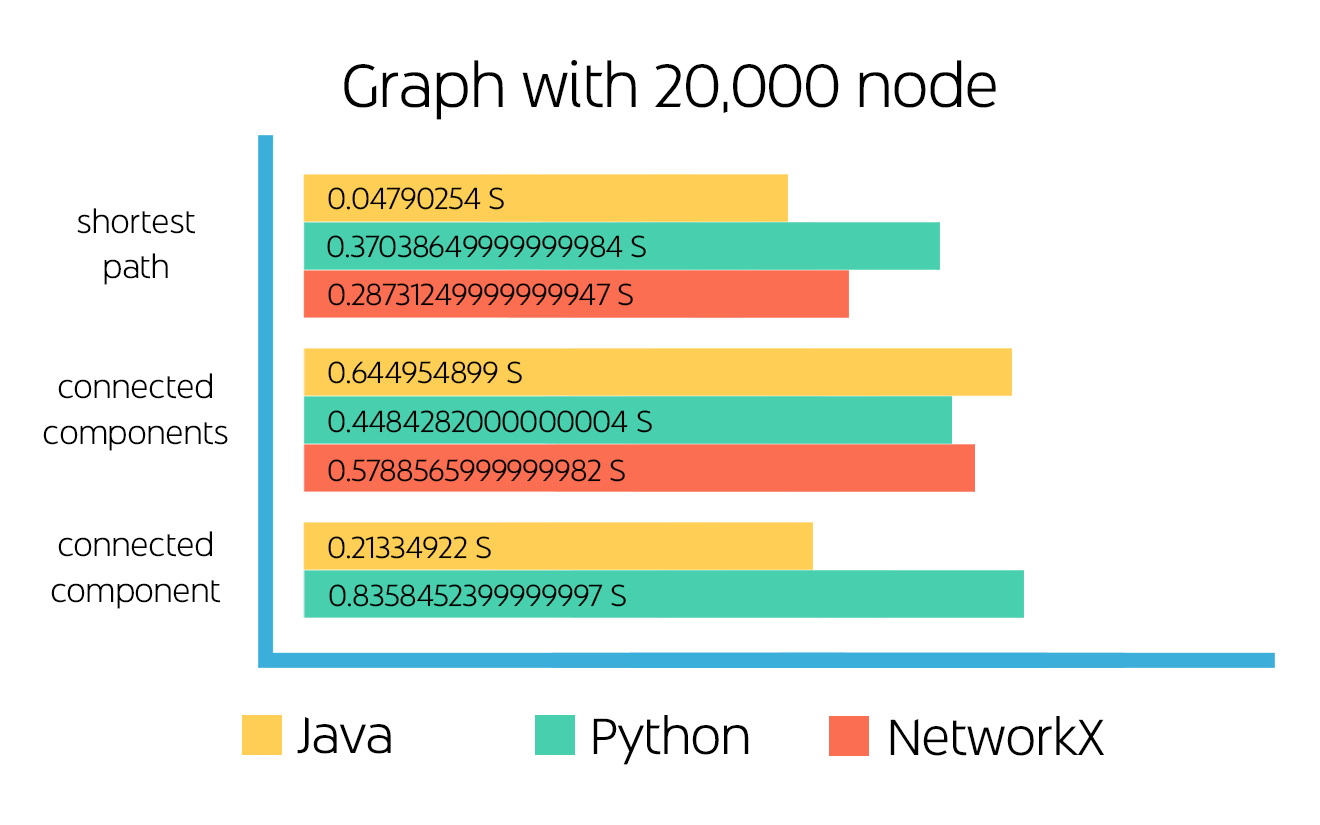 Graph with 20,000 node
shortest
path
0.04790254 S
0.37038649999999984 S
0.28731249999999947 S
connected
components
0.644954899 S
0.4484282000000004 S
0.5788565999999982 S
connected
component
0.21334922 S
0.8358452399999997 S
Java
Python
NetworkX